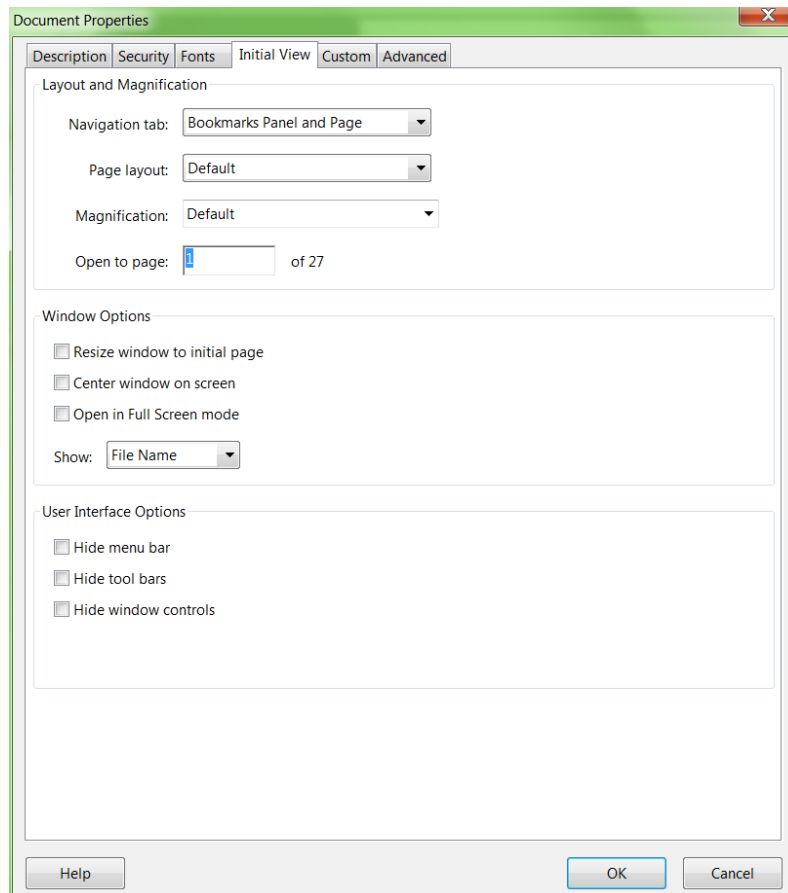 Document Properties
X
Description Security Fonts Initial View Custom Advanced
Layout and Magnification
Navigation tab: Bookmarks Panel and Page
Page layout: Default
Magnification: Default
Open to page: 1 of 27
Window Options
Resize window to initial page
Center window on screen
Open in Full Screen mode
Show: File Name
User Interface Options
Hide menu bar
Hide tool bars
Hide window controls
Help OK Cancel